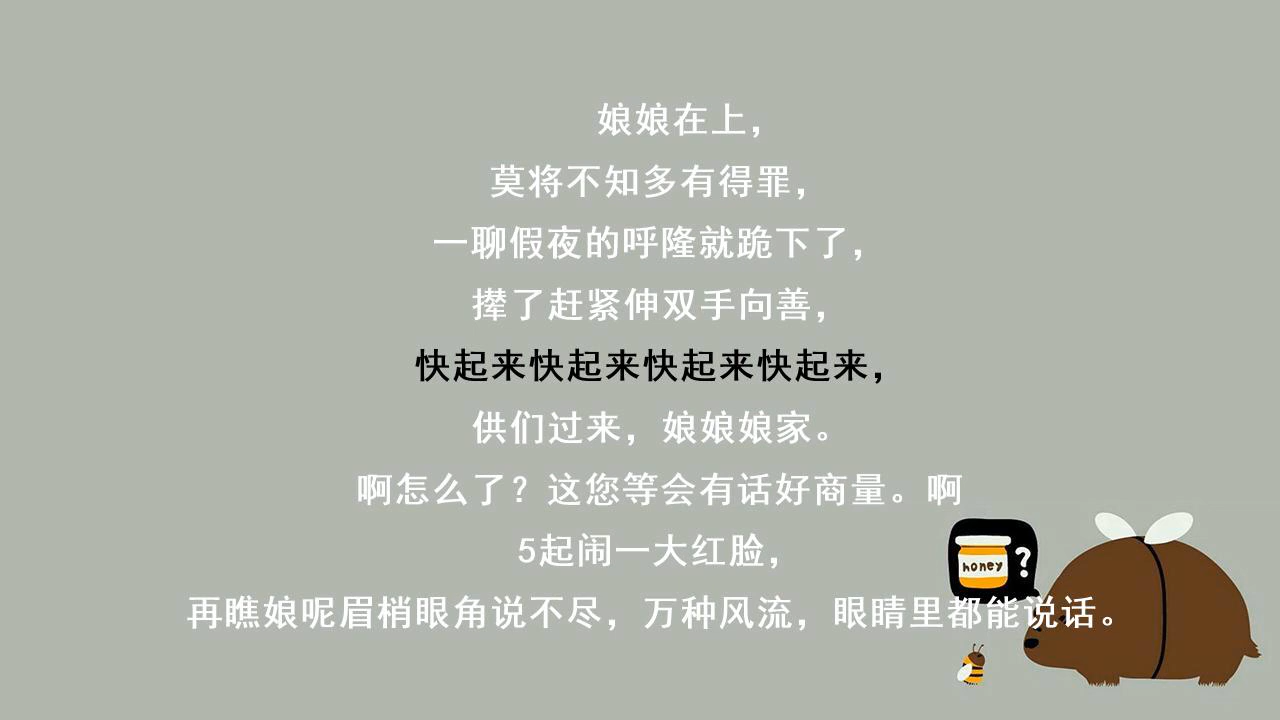 娘娘在上，
莫将不知多有得罪，
一聊假夜的呼隆就跪下了，
撵了赶紧伸双手向善，
快起来快起来快起来快起来，
供们过来，娘娘娘家。
啊怎么了？这您等会有话好商量。啊
5起闹一大红脸，
再瞧娘呢眉梢眼角说不尽，万种风流，眼睛里都能说话。
honey
?